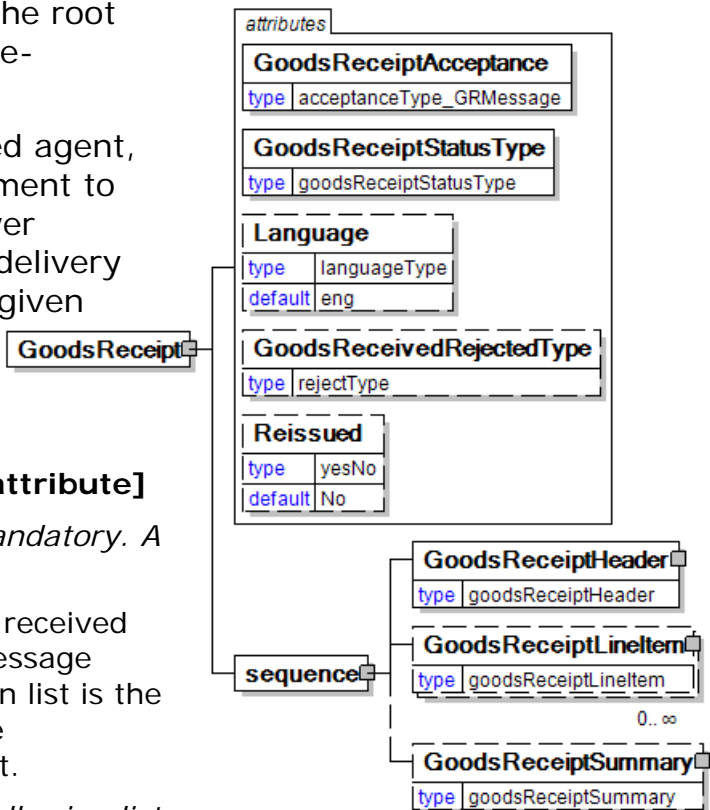 he root
e-
ed agent,
ment to
ver
delivery
given
attribute]
andatory. A
received
essage
n list is the
e
t.
attributes
GoodsReceiptAcceptance
type acceptanceType_GRMessage
GoodsReceiptStatusType
type goodsReceiptStatusType
Language
type languageType
default eng
GoodsReceipt
GoodsReceivedRejectedType
type rejectType
Reissued
type yesNo
default No
sequence
GoodsReceiptHeader
type goodsReceiptHeader
GoodsReceiptLineItem
type goodsReceiptLineItem
0.. ∞
GoodsReceiptSummary
type goodsReceiptSummary